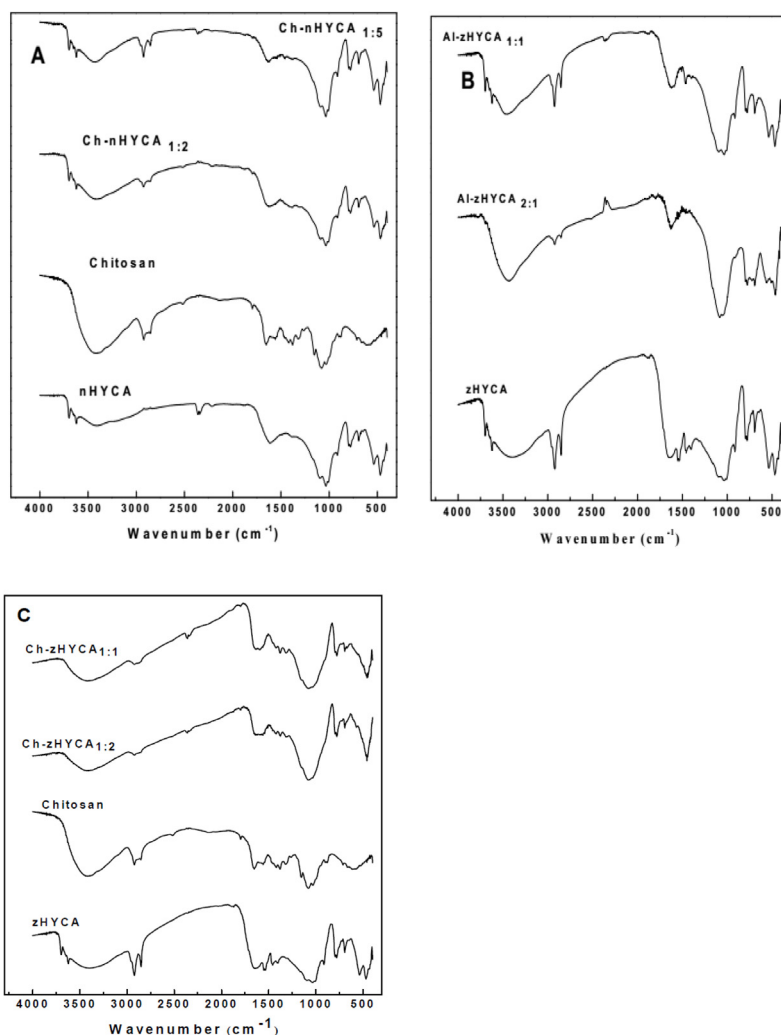 A
Ch-nHYCA 1:5
Ch-nHYCA 1:2
Chitosan
nHYCA
4000 3500 3000 2500 2000 1500 1000 500
Wavenumber (cm-1)
B
Al-zHYCA 1:1
Al-zHYCA 2:1
zHYCA
4000 3500 3000 2500 2000 1500 1000 500
Wavenumber (cm-1)
C
Ch-zHYCA1:1
Ch-zHYCA1:2
Chitosan
zHYCA
4000 3500 3000 2500 2000 1500 1000 500
Wavenumber (cm-1)